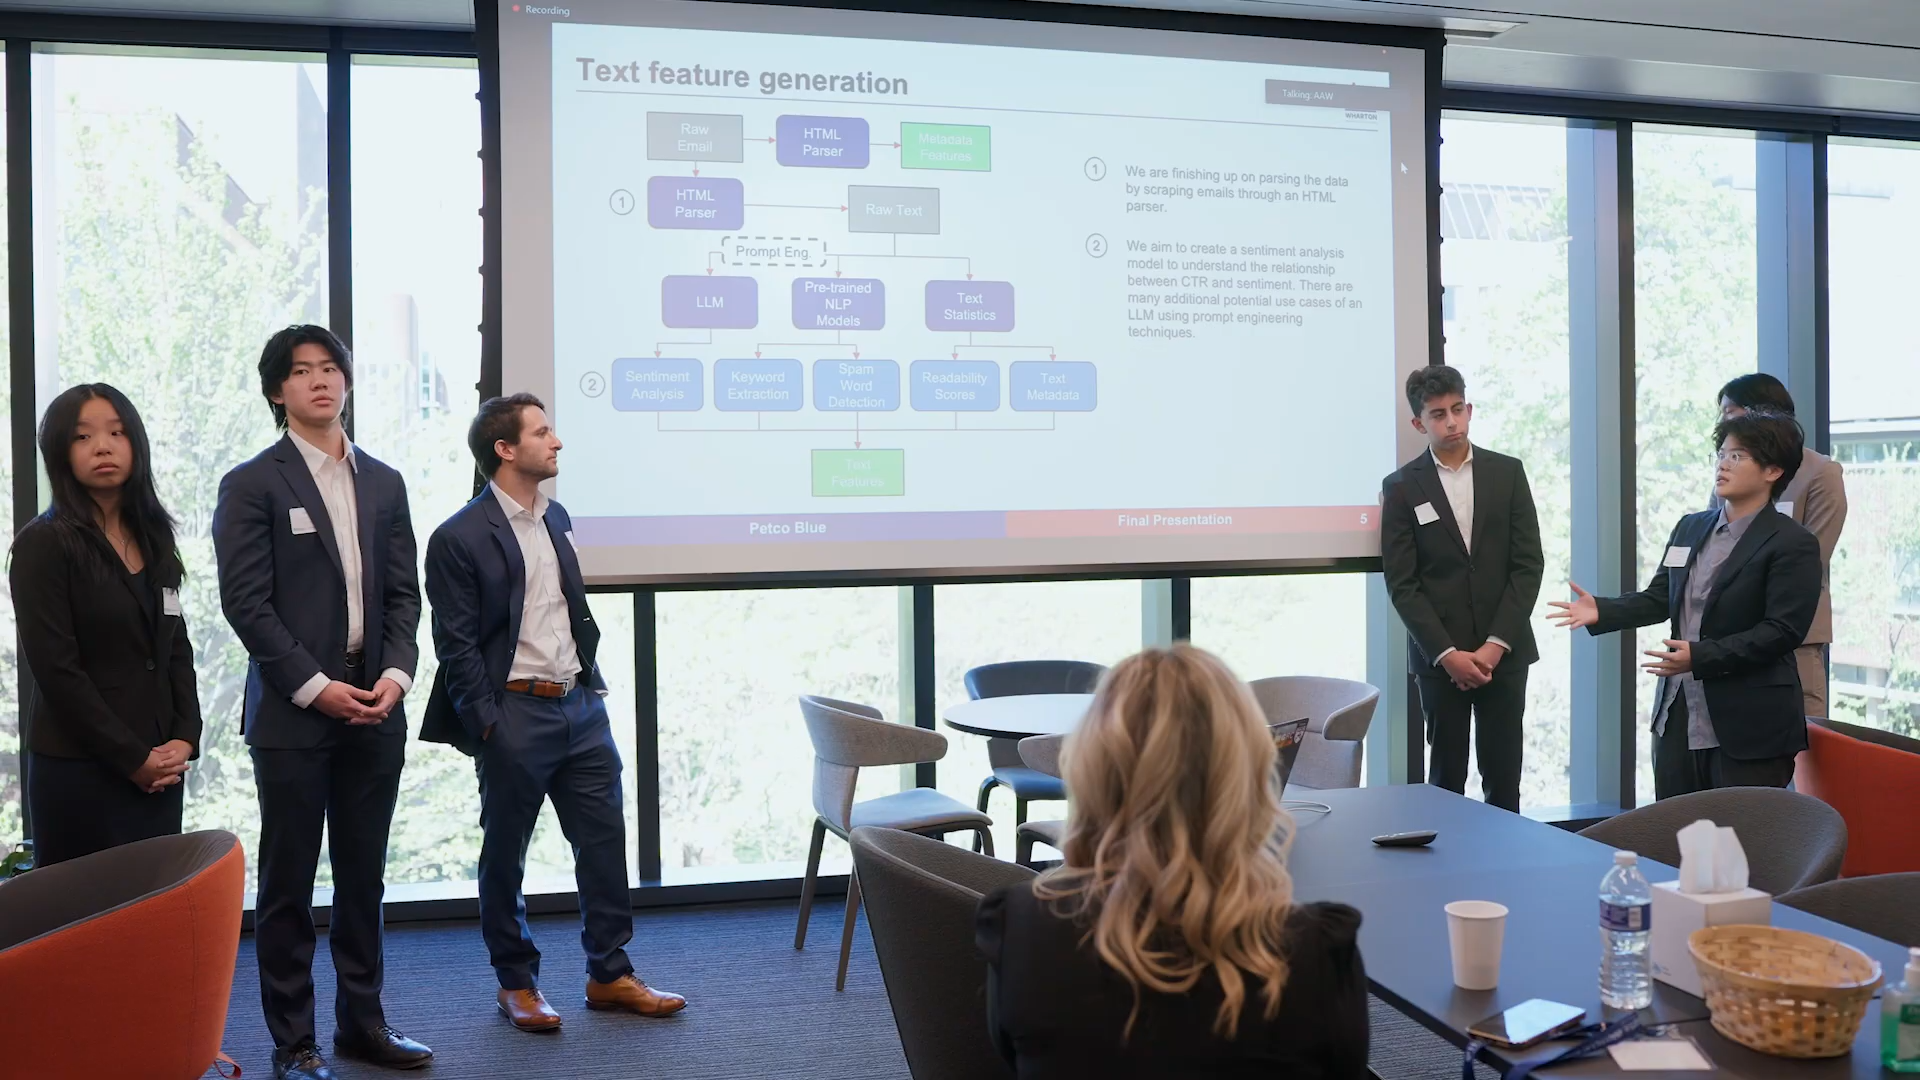 Recording
Text feature generation
Talking: AAW
WHARTON
Raw
Email
HTML
Parser
Metadata
Features
1
HTML
Parser
Raw Text
Prompt Eng.
LLM
Pre-trained
NLP
Models
Text
Statistics
2
Sentiment
Analysis
Keyword
Extraction
Spam
Word
Detection
Readability
Scores
Text
Metadata
Text
Features
1
We are finishing up on parsing the data
by scraping emails through an HTML
parser.
2
We aim to create a sentiment analysis
model to understand the relationship
between CTR and sentiment. There are
many additional potential use cases of an
LLM using prompt engineering
techniques.
Petco Blue
Final Presentation
5